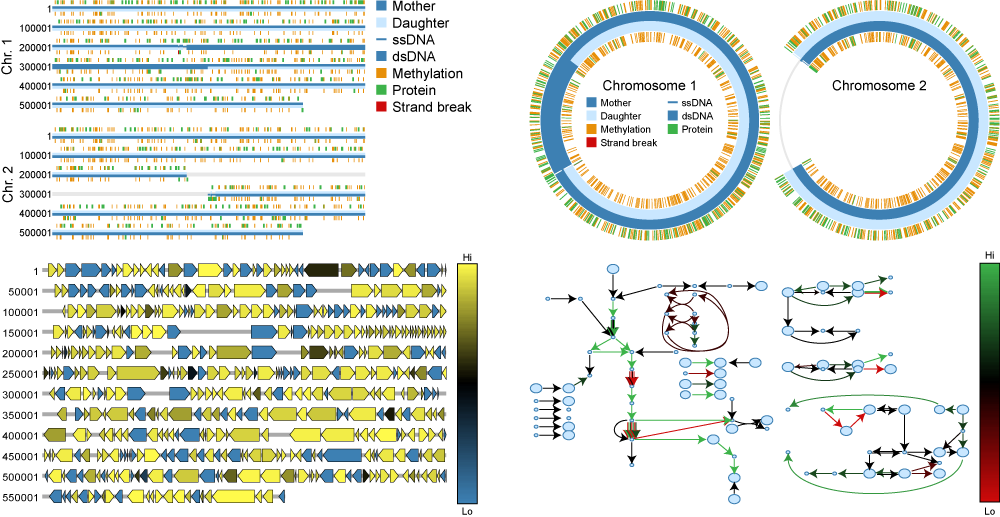 Chr. 1
1
100001
200001
300001
400001
500001
Chr. 2
1
100001
200001
300001
400001
500001
Mother
Daughter
ssDNA
dsDNA
Methylation
Protein
Strand break
Chromosome 1
Mother
ssDNA
Daughter
dsDNA
Methylation
Protein
Strand break
Chromosome 2
1
50001
100001
150001
200001
250001
300001
350001
400001
450001
500001
550001
Hi
Lo
Hi
Lo